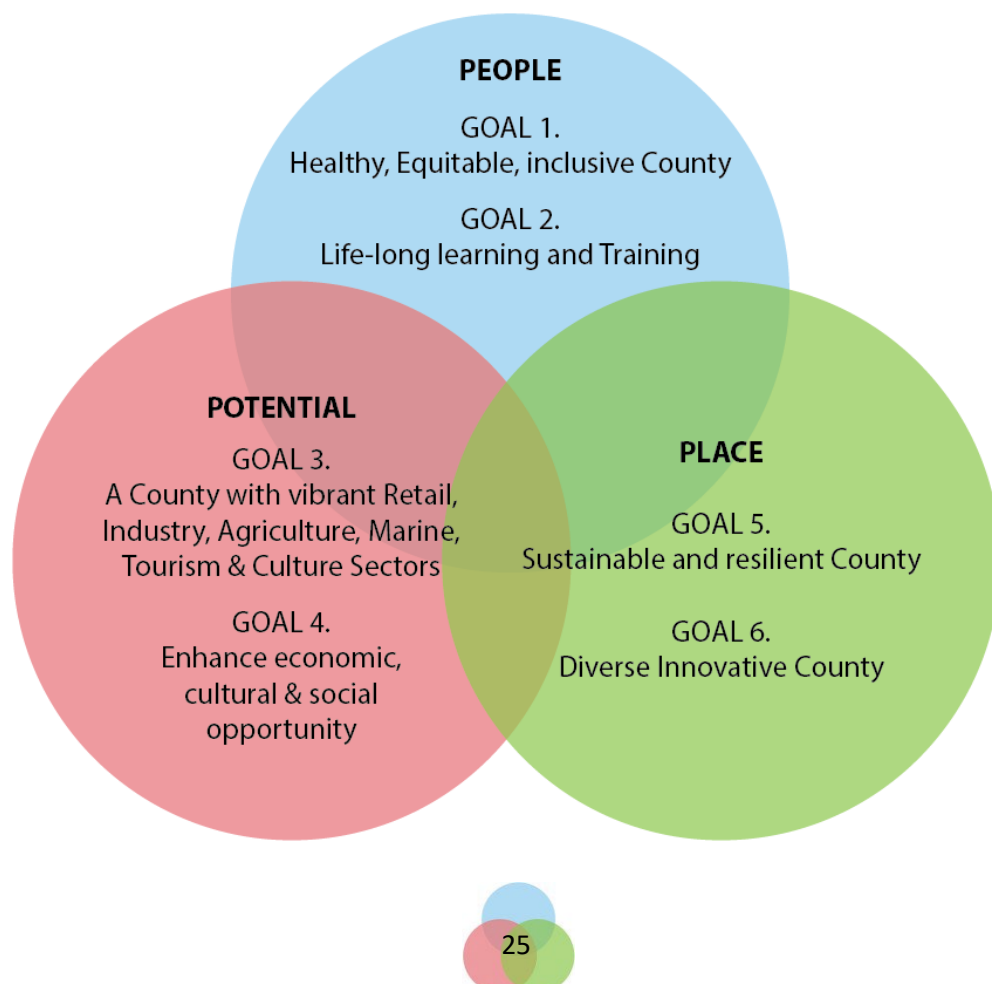 PEOPLE
GOAL 1.
Healthy, Equitable, inclusive County
GOAL 2.
Life-long learning and Training
POTENTIAL
GOAL 3.
A County with vibrant Retail,
Industry, Agriculture, Marine,
Tourism & Culture Sectors
GOAL 4.
Enhance economic,
cultural & social
opportunity
PLACE
GOAL 5.
Sustainable and resilient County
GOAL 6.
Diverse Innovative County
25